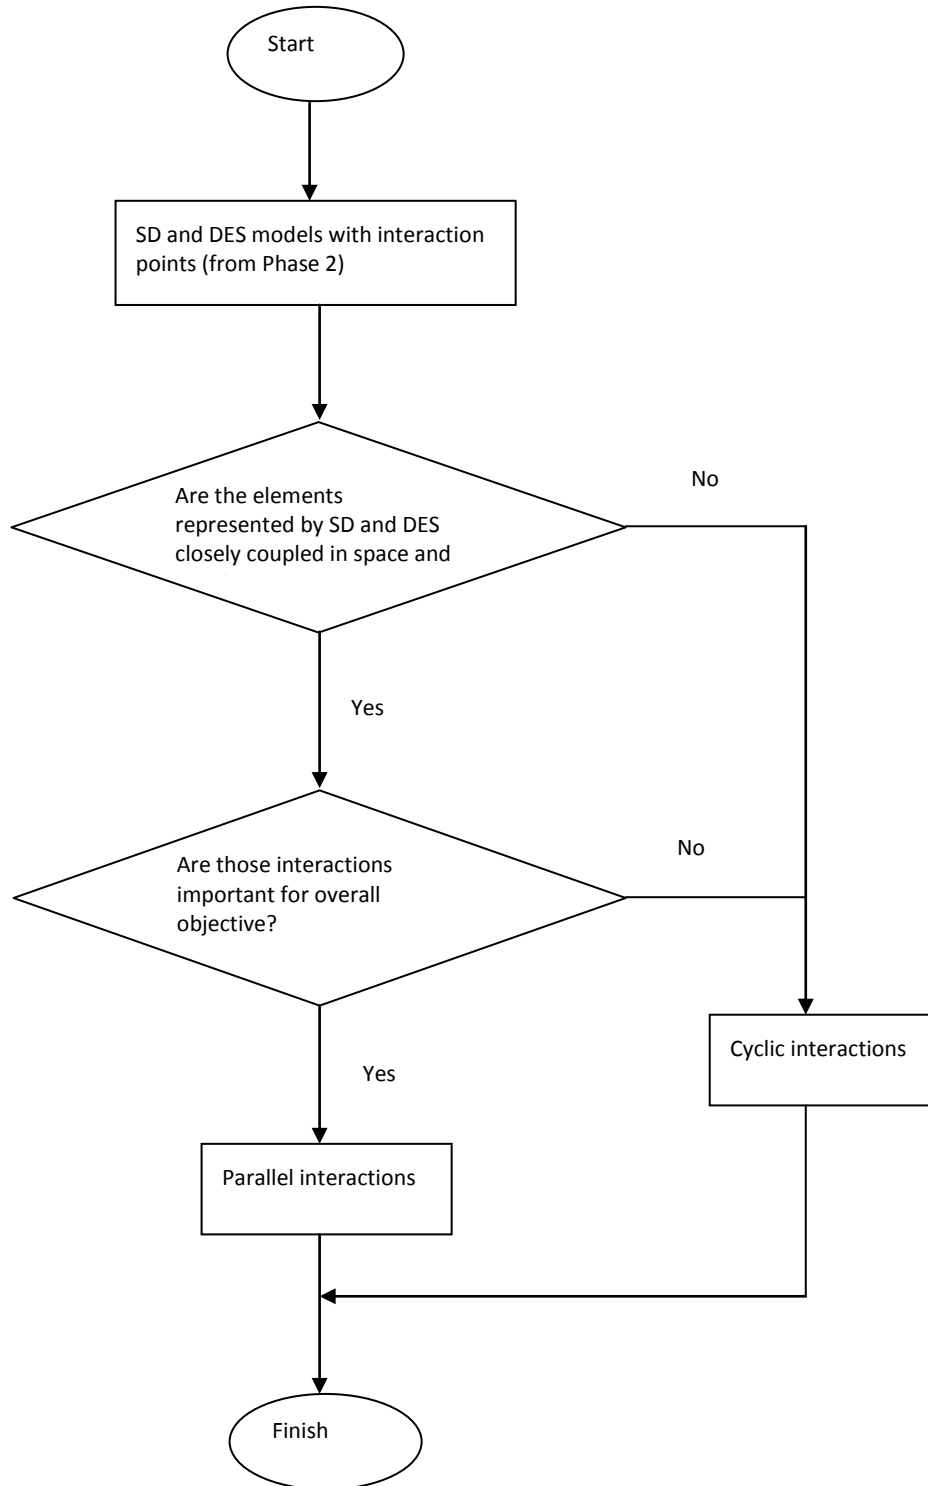 Start
SD and DES models with interaction
points (from Phase 2)
Are the elements
represented by SD and DES
closely coupled in space and
No
Yes
Are those interactions
important for overall
objective?
No
Yes
Cyclic interactions
Parallel interactions
Finish